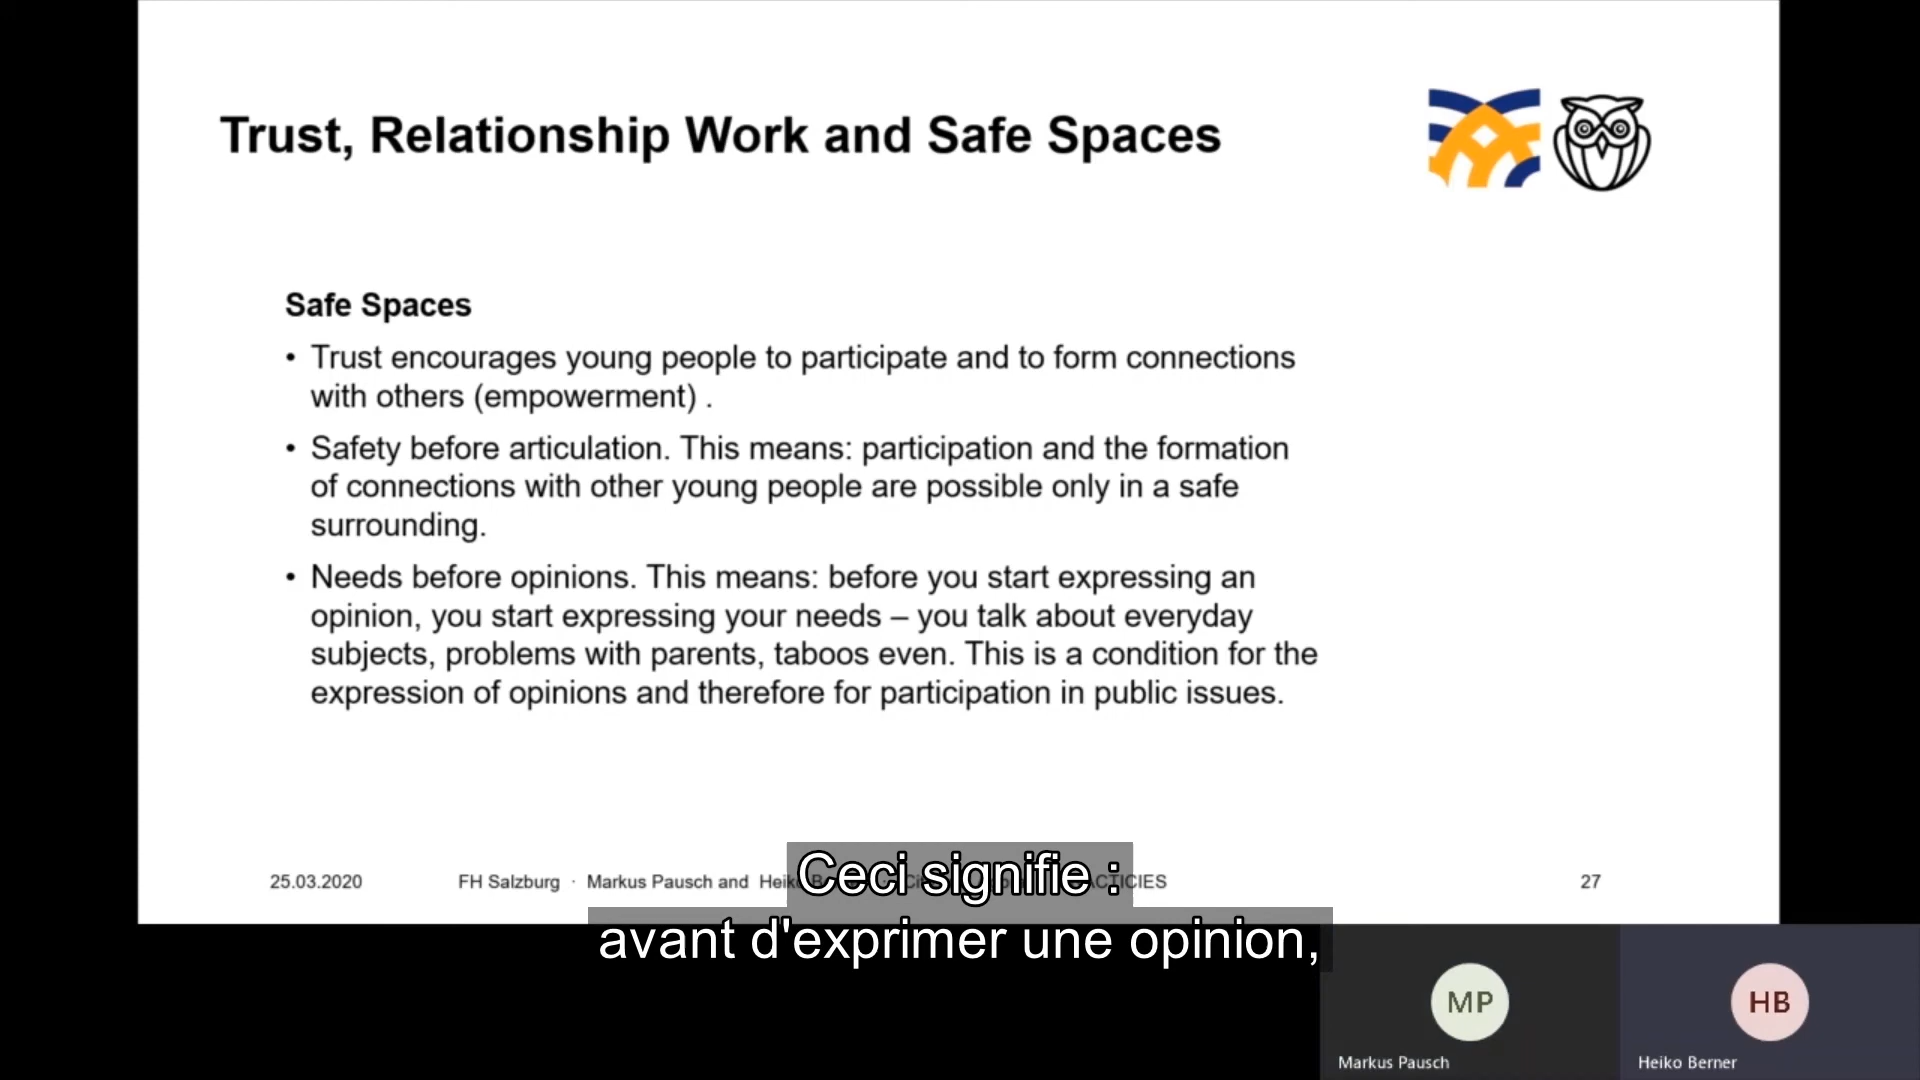 Trust, Relationship Work and Safe Spaces
Safe Spaces
• Trust encourages young people to participate and to form connections
with others (empowerment) .
• Safety before articulation. This means: participation and the formation
of connections with other young people are possible only in a safe
surrounding.
• Needs before opinions. This means: before you start expressing an
opinion, you start expressing your needs – you talk about everyday
subjects, problems with parents, taboos even. This is a condition for the
expression of opinions and therefore for participation in public issues.
25.03.2020
FH Salzburg · Markus Pausch and
27
Ceci signifie :
avant d'exprimer une opinion,
MP
HB
Markus Pausch
Heiko Berner